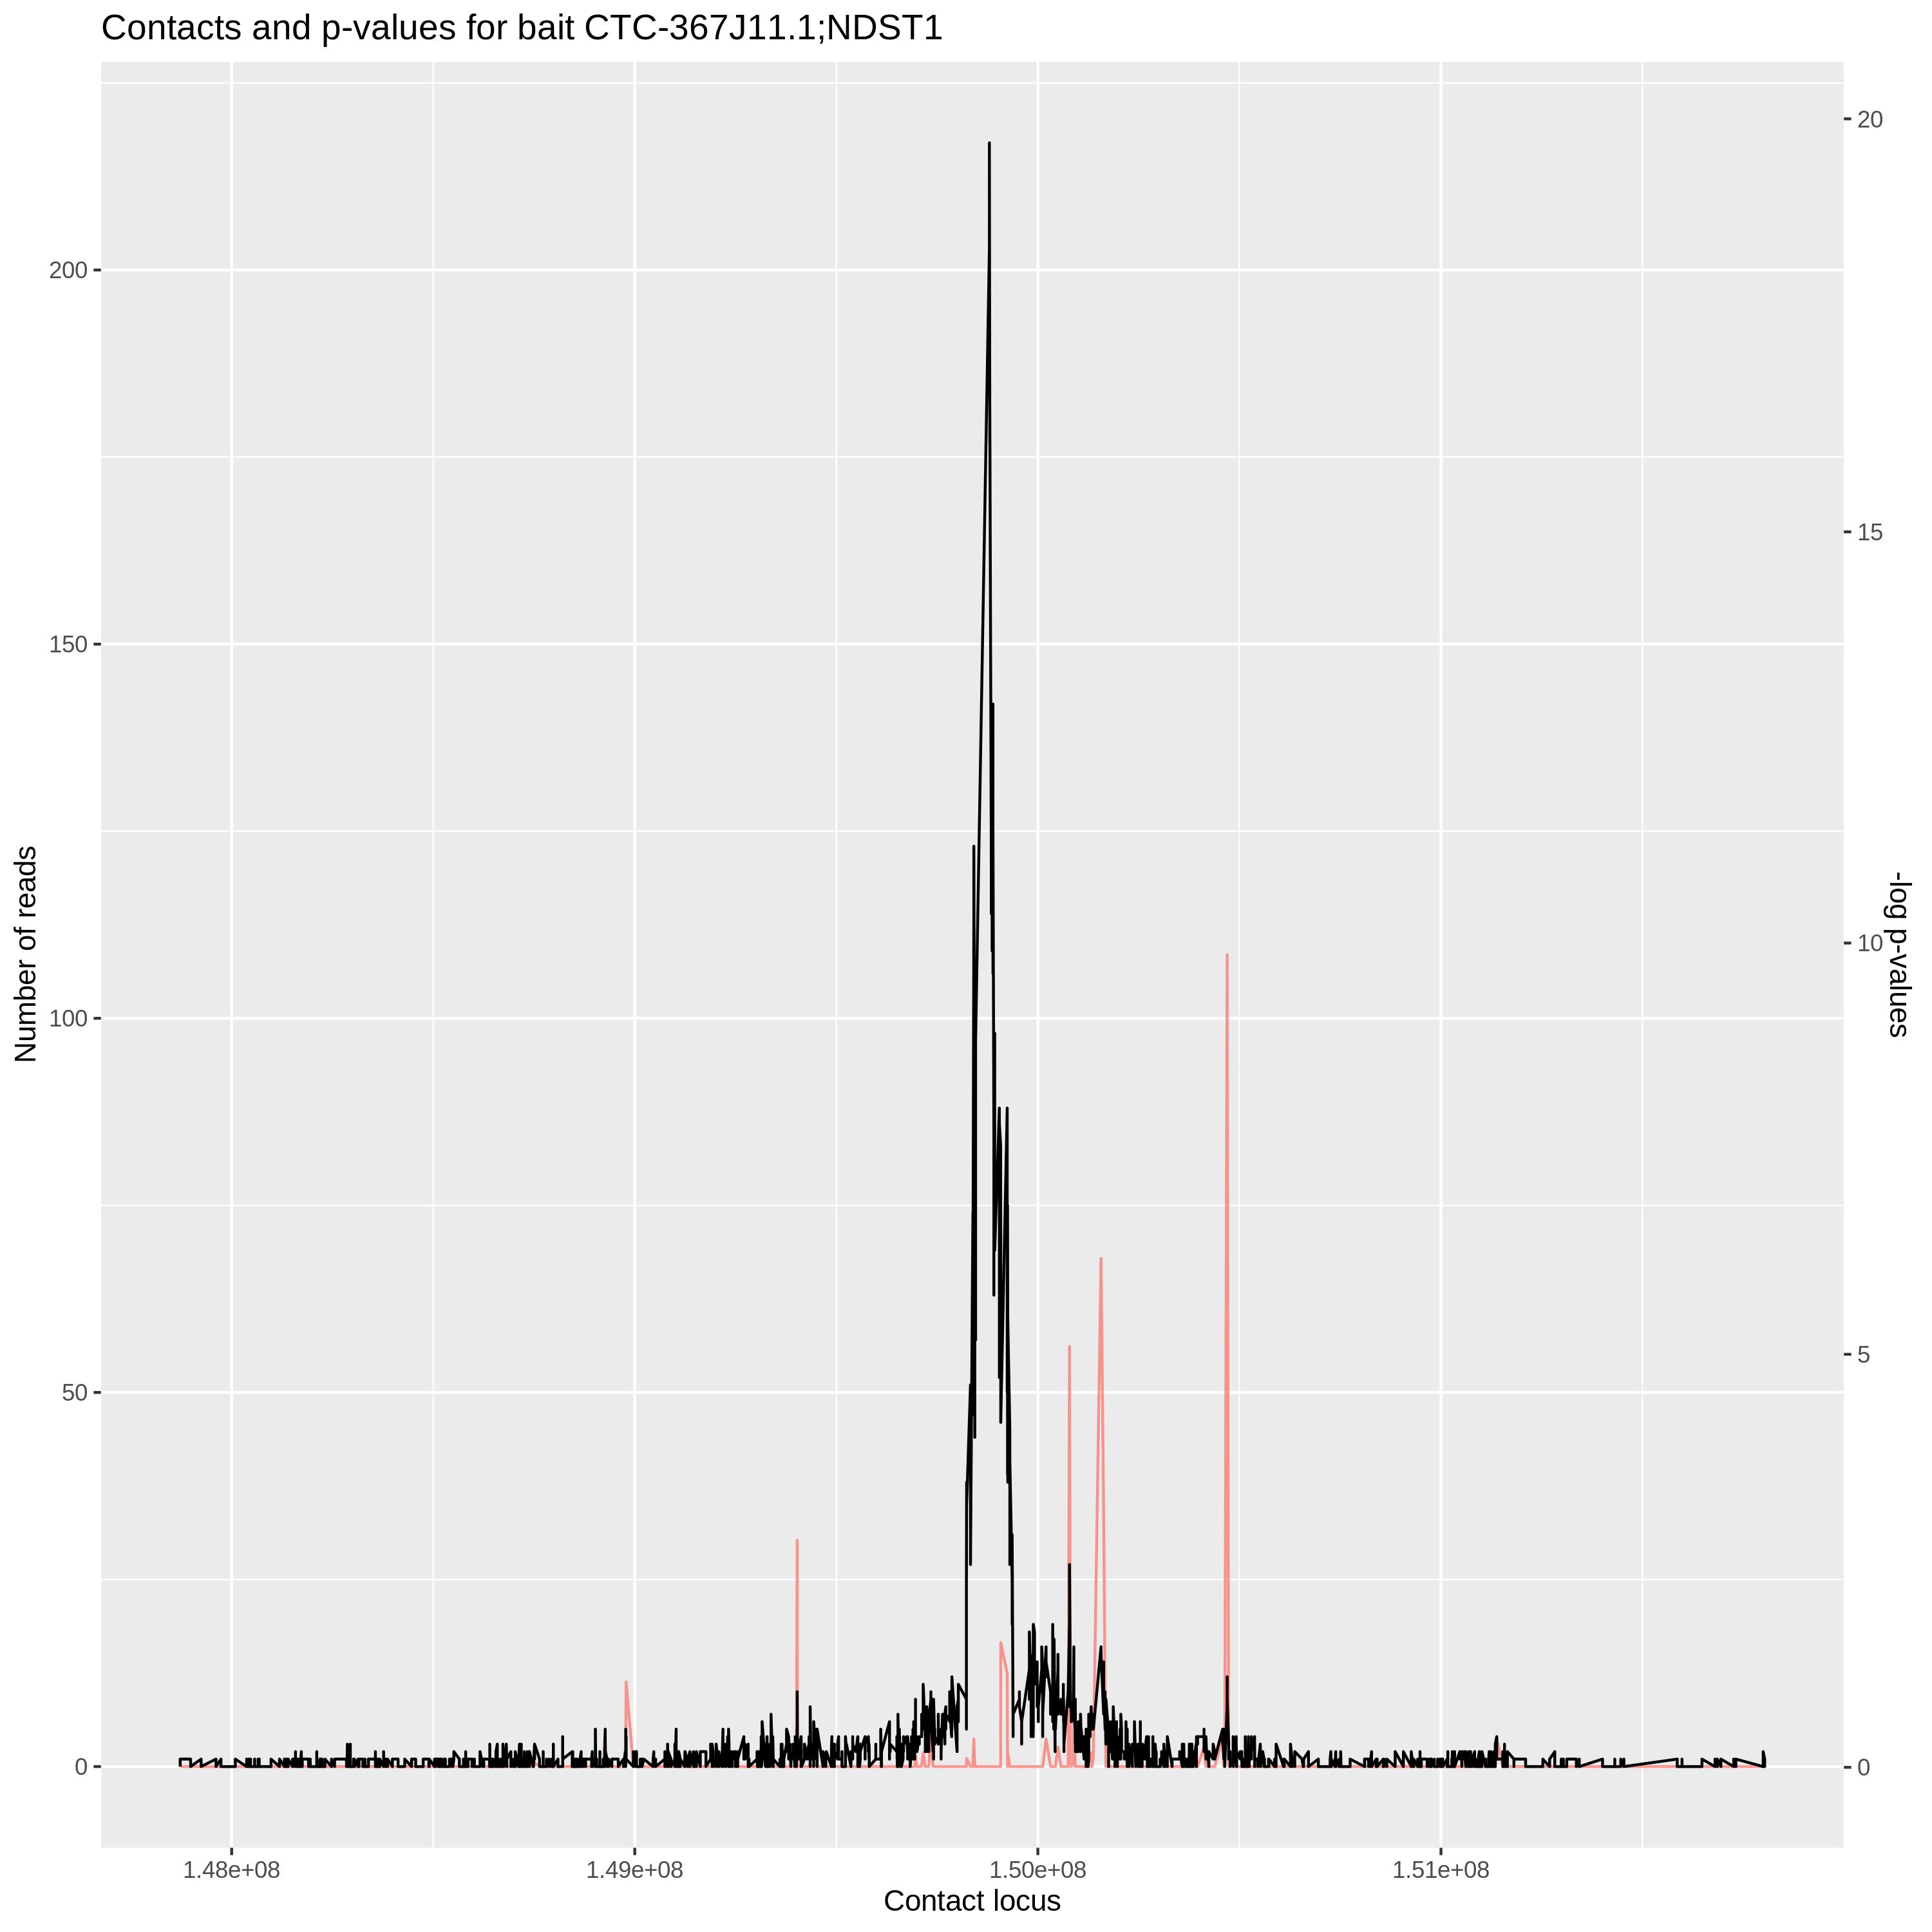 Contacts and p-values for bait CTC-367J11.1;NDST1
Number of reads
200
150
100
50
0
20
15
10
5
0
-log p-values
1.48e+08 1.49e+08 1.50e+08 1.51e+08
Contact locus